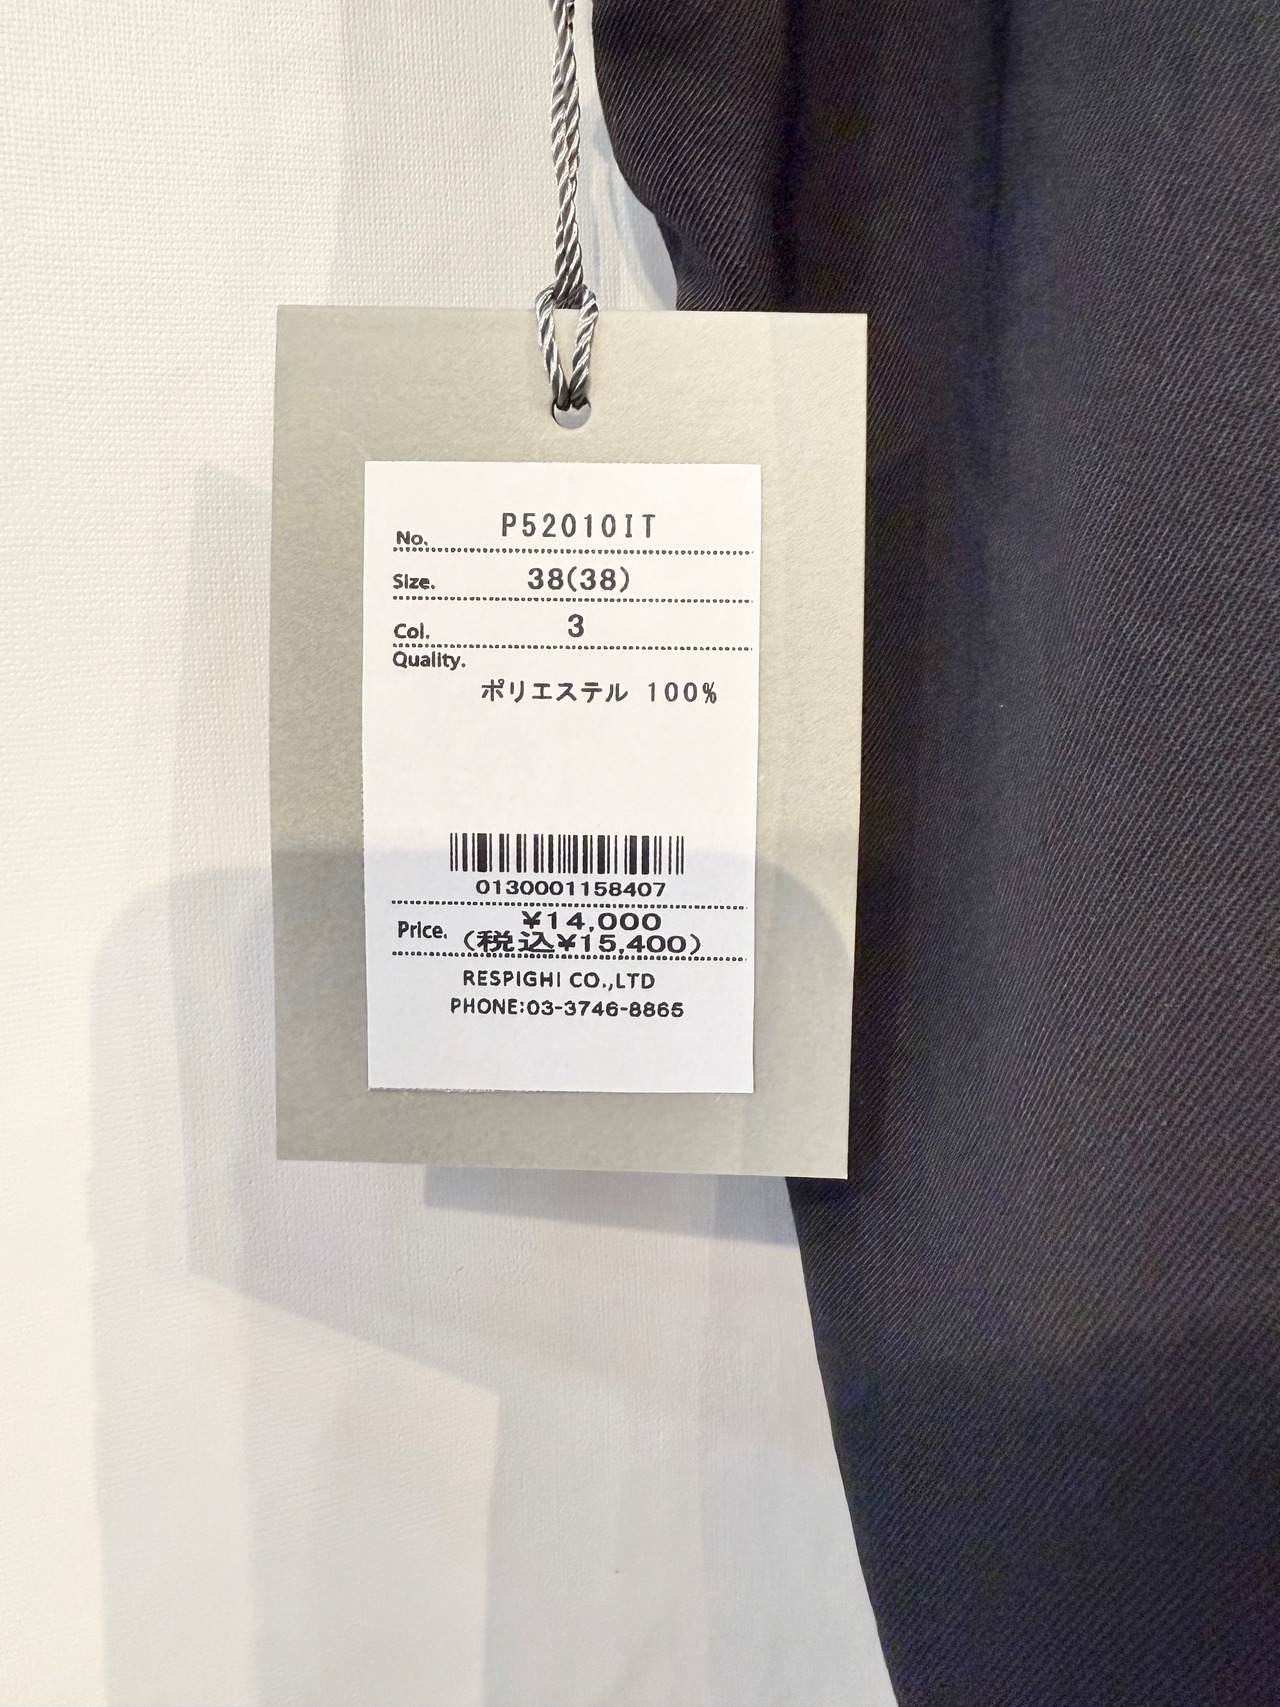 No. P52010IT
Size. 38(38)
Col. 3
Quality.
ポリエステル 100%
0130001158407
Price. ¥14,000
(税込¥15,400)
RESPIGHI CO.,LTD
PHONE:03-3746-8865